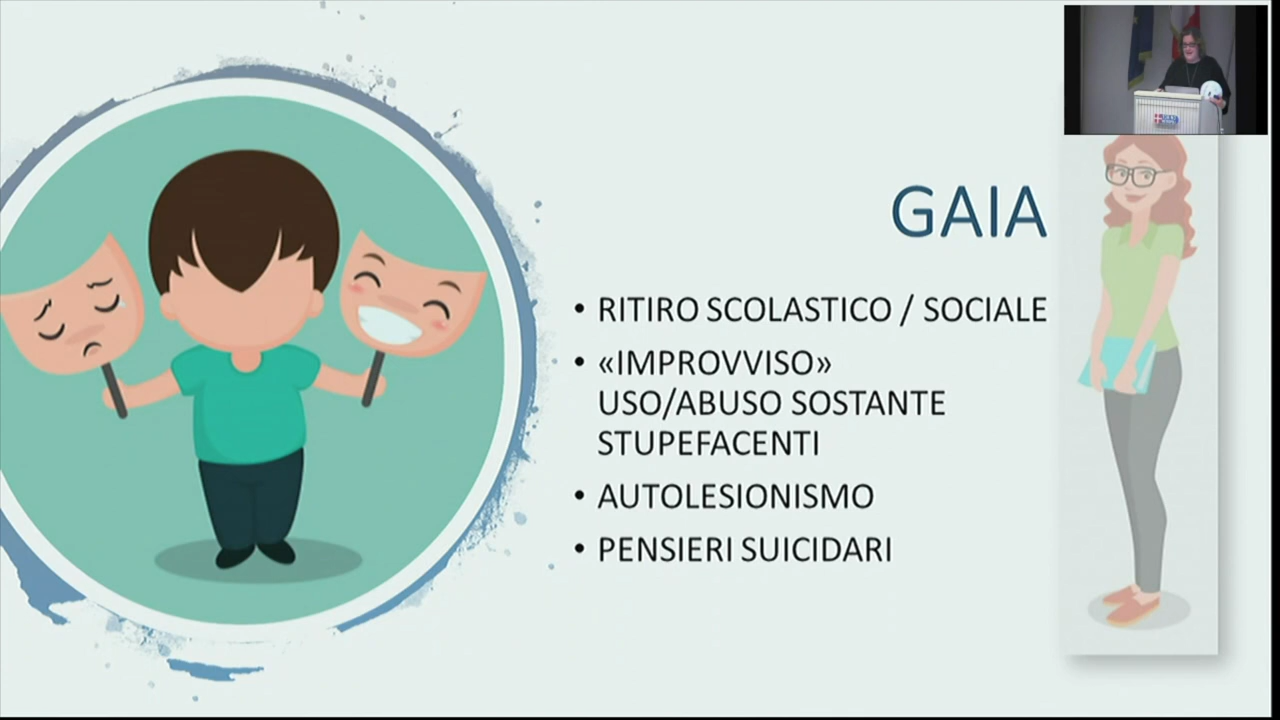 GAIA
• RITIRO SCOLASTICO / SOCIALE
• «IMPROVVISO»
USO/ABUSO SOSTANTE
STUPEFACENTI
• AUTOLESIONISMO
• PENSIERI SUICIDARI